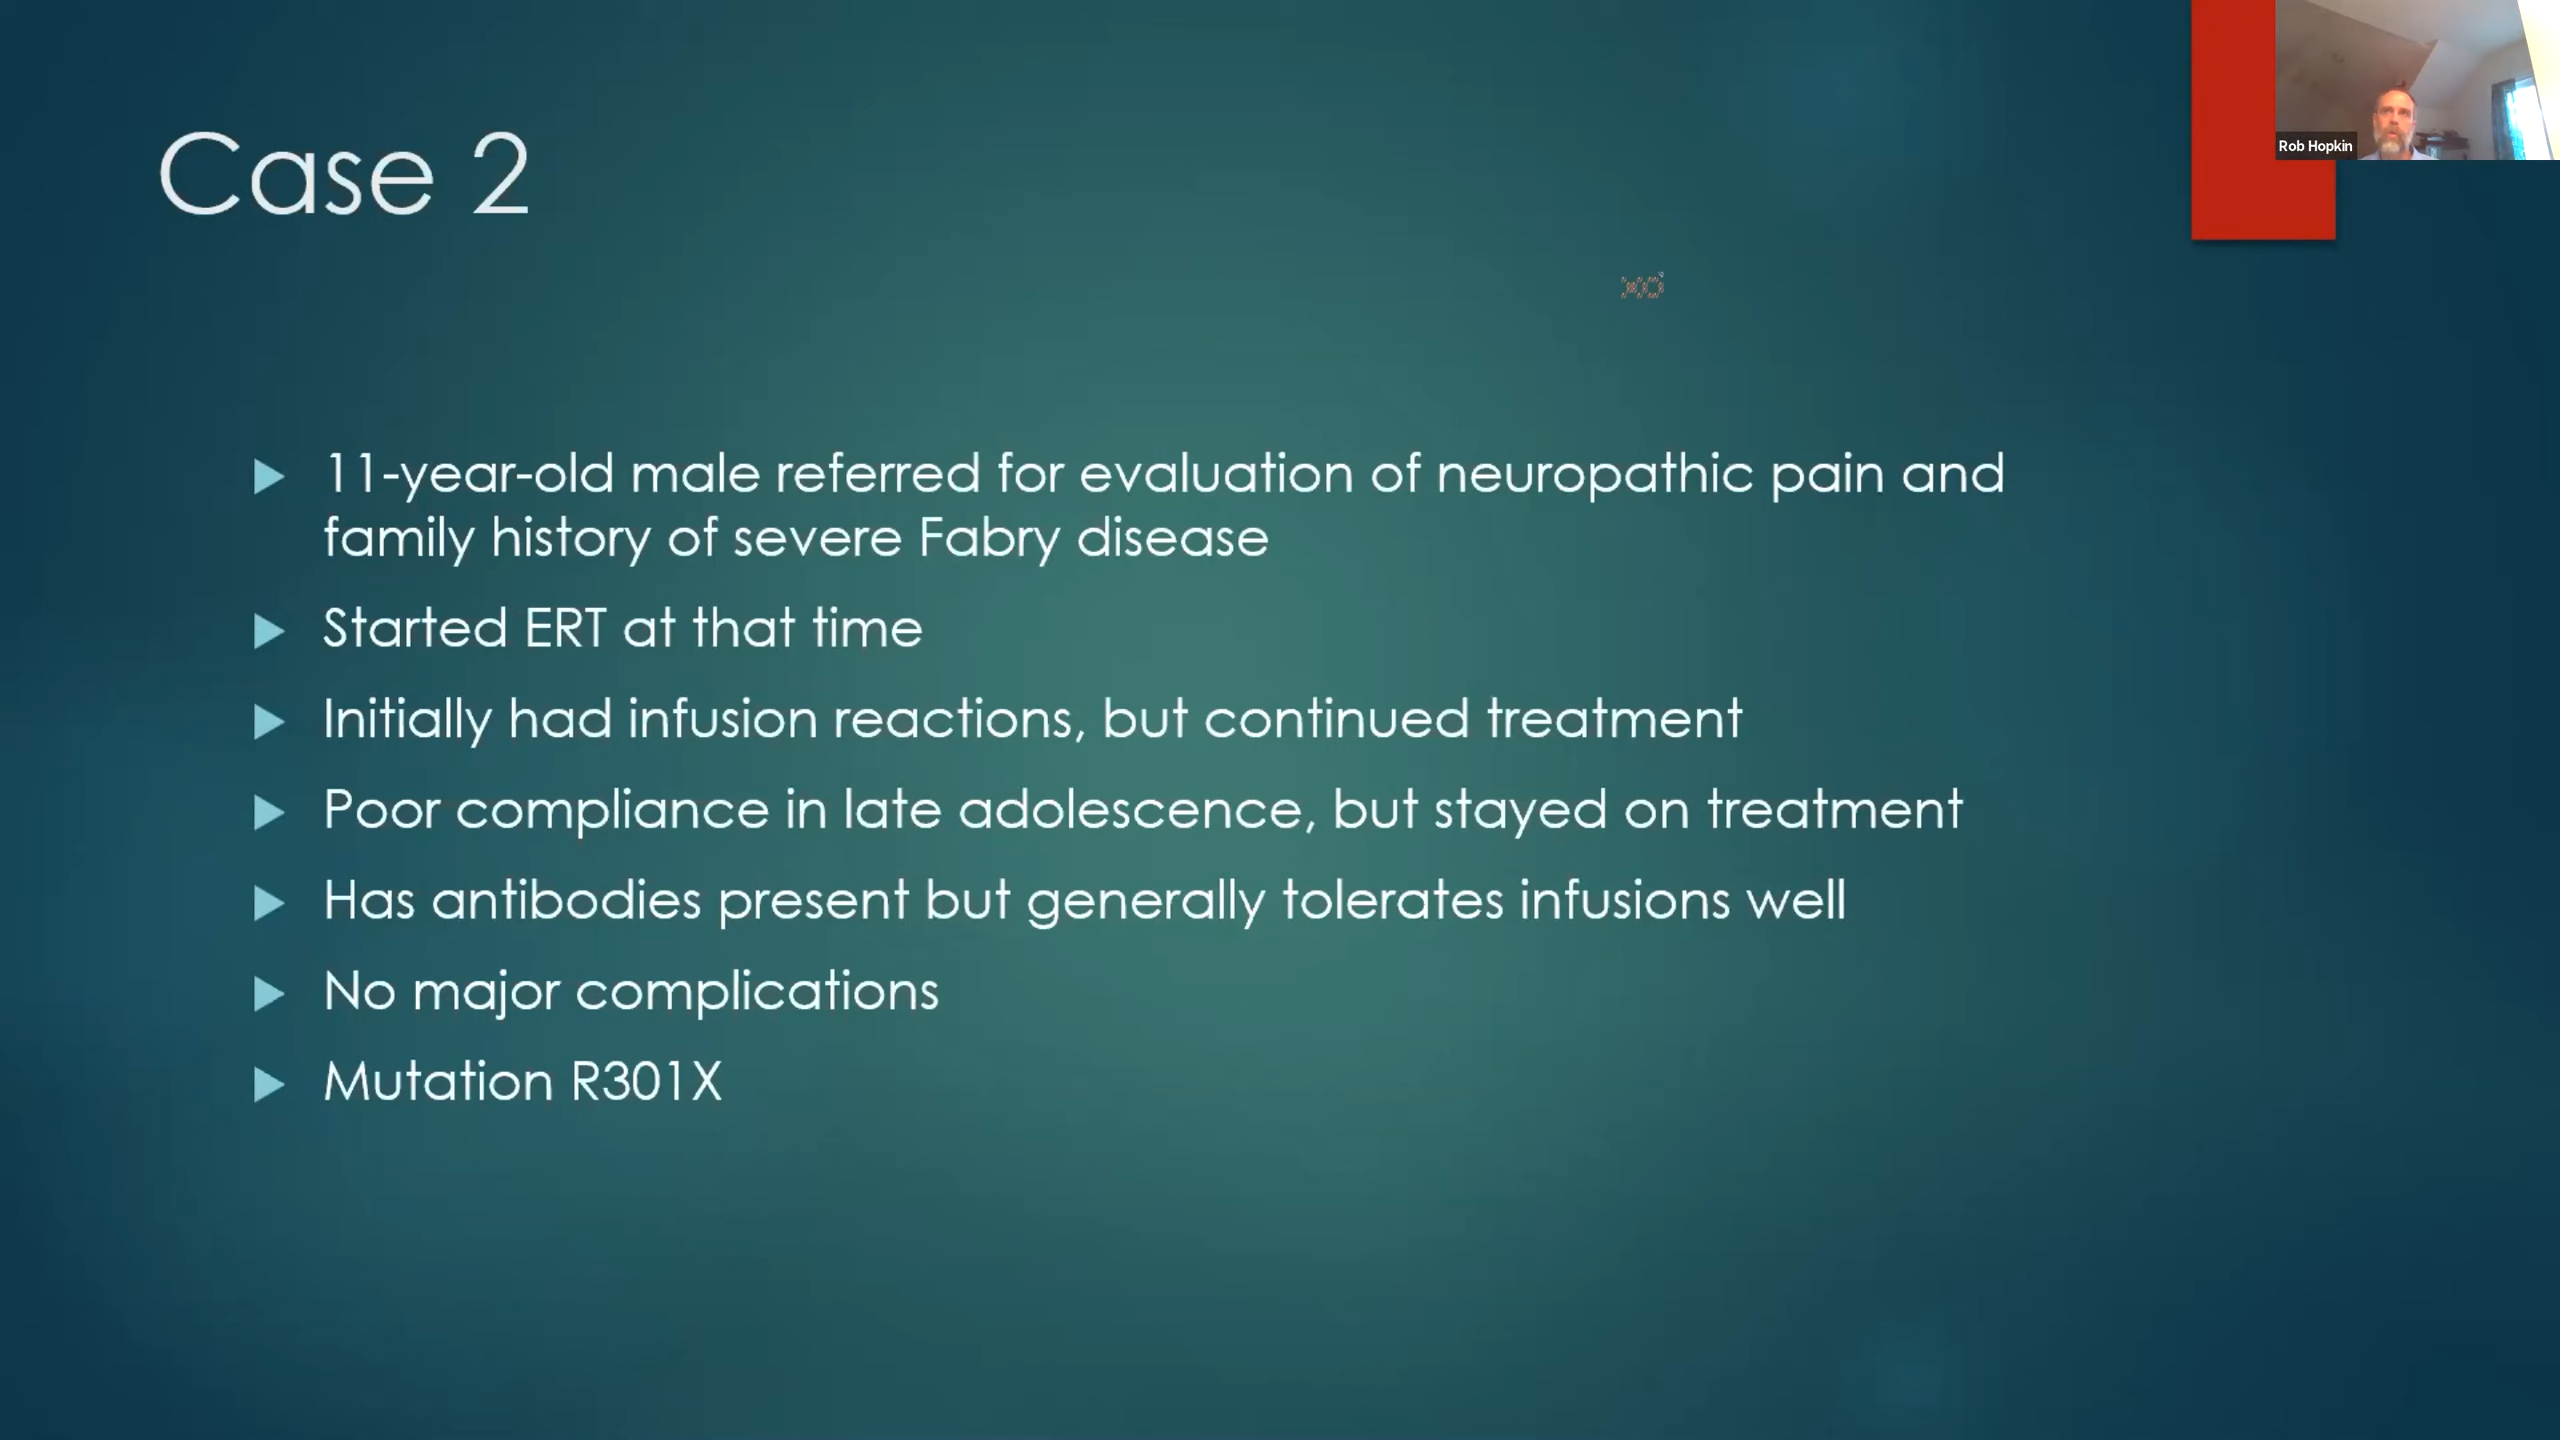 Case 2
Rob Hopkin
11-year-old male referred for evaluation of neuropathic pain and
family history of severe Fabry disease
Started ERT at that time
Initially had infusion reactions, but continued treatment
Poor compliance in late adolescence, but stayed on treatment
Has antibodies present but generally tolerates infusions well
No major complications
Mutation R301X